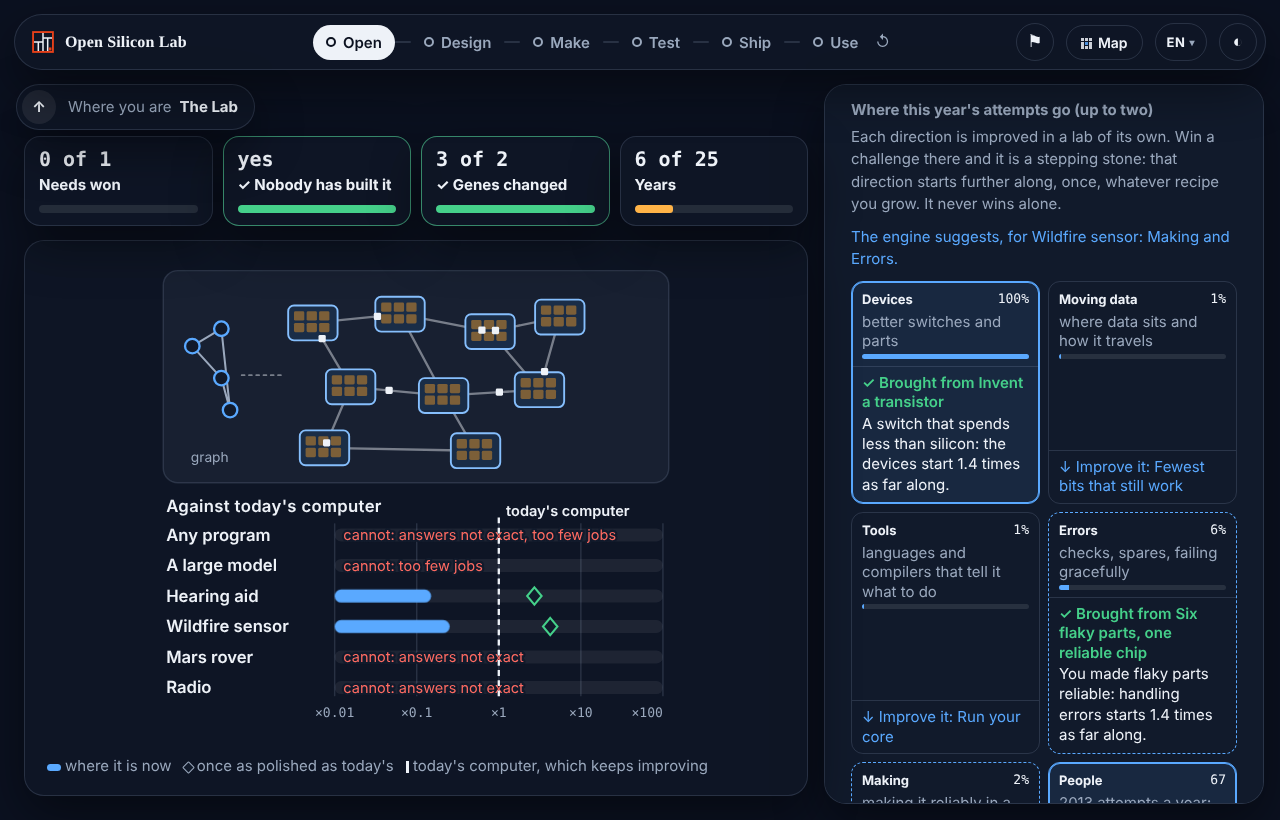 Open Silicon Lab
Open
Design
Make
Test
Ship
Use
Map
EN
Where you are The Lab
0 of 1
Needs won
yes
✓ Nobody has built it
3 of 2
✓ Genes changed
6 of 25
Years
graph
Against today's computer
today's computer
Any program
cannot: answers not exact, too few jobs
A large model
cannot: too few jobs
Hearing aid
Wildfire sensor
Mars rover
cannot: answers not exact
Radio
cannot: answers not exact
×0.01
×0.1
×1
×10
×100
where it is now
once as polished as today's
today's computer, which keeps improving
Where this year's attempts go (up to two)
Each direction is improved in a lab of its own. Win a
challenge there and it is a stepping stone: that
direction starts further along, once, whatever recipe
you grow. It never wins alone.
The engine suggests, for Wildfire sensor: Making and
Errors.
Devices 100%
better switches and
parts
✓ Brought from Invent
a transistor
A switch that spends
less than silicon: the
devices start 1.4 times
as far along.
Moving data 1%
where data sits and
how it travels
↓ Improve it: Fewest
bits that still work
Tools 1%
languages and
compilers that tell it
what to do
↓ Improve it: Run your
core
Errors 6%
checks, spares, failing
gracefully
✓ Brought from Six
flaky parts, one
reliable chip
You made flaky parts
reliable: handling
errors starts 1.4 times
as far along.
Making 2%
making it reliably in a
People 67
2013 attempts a year: